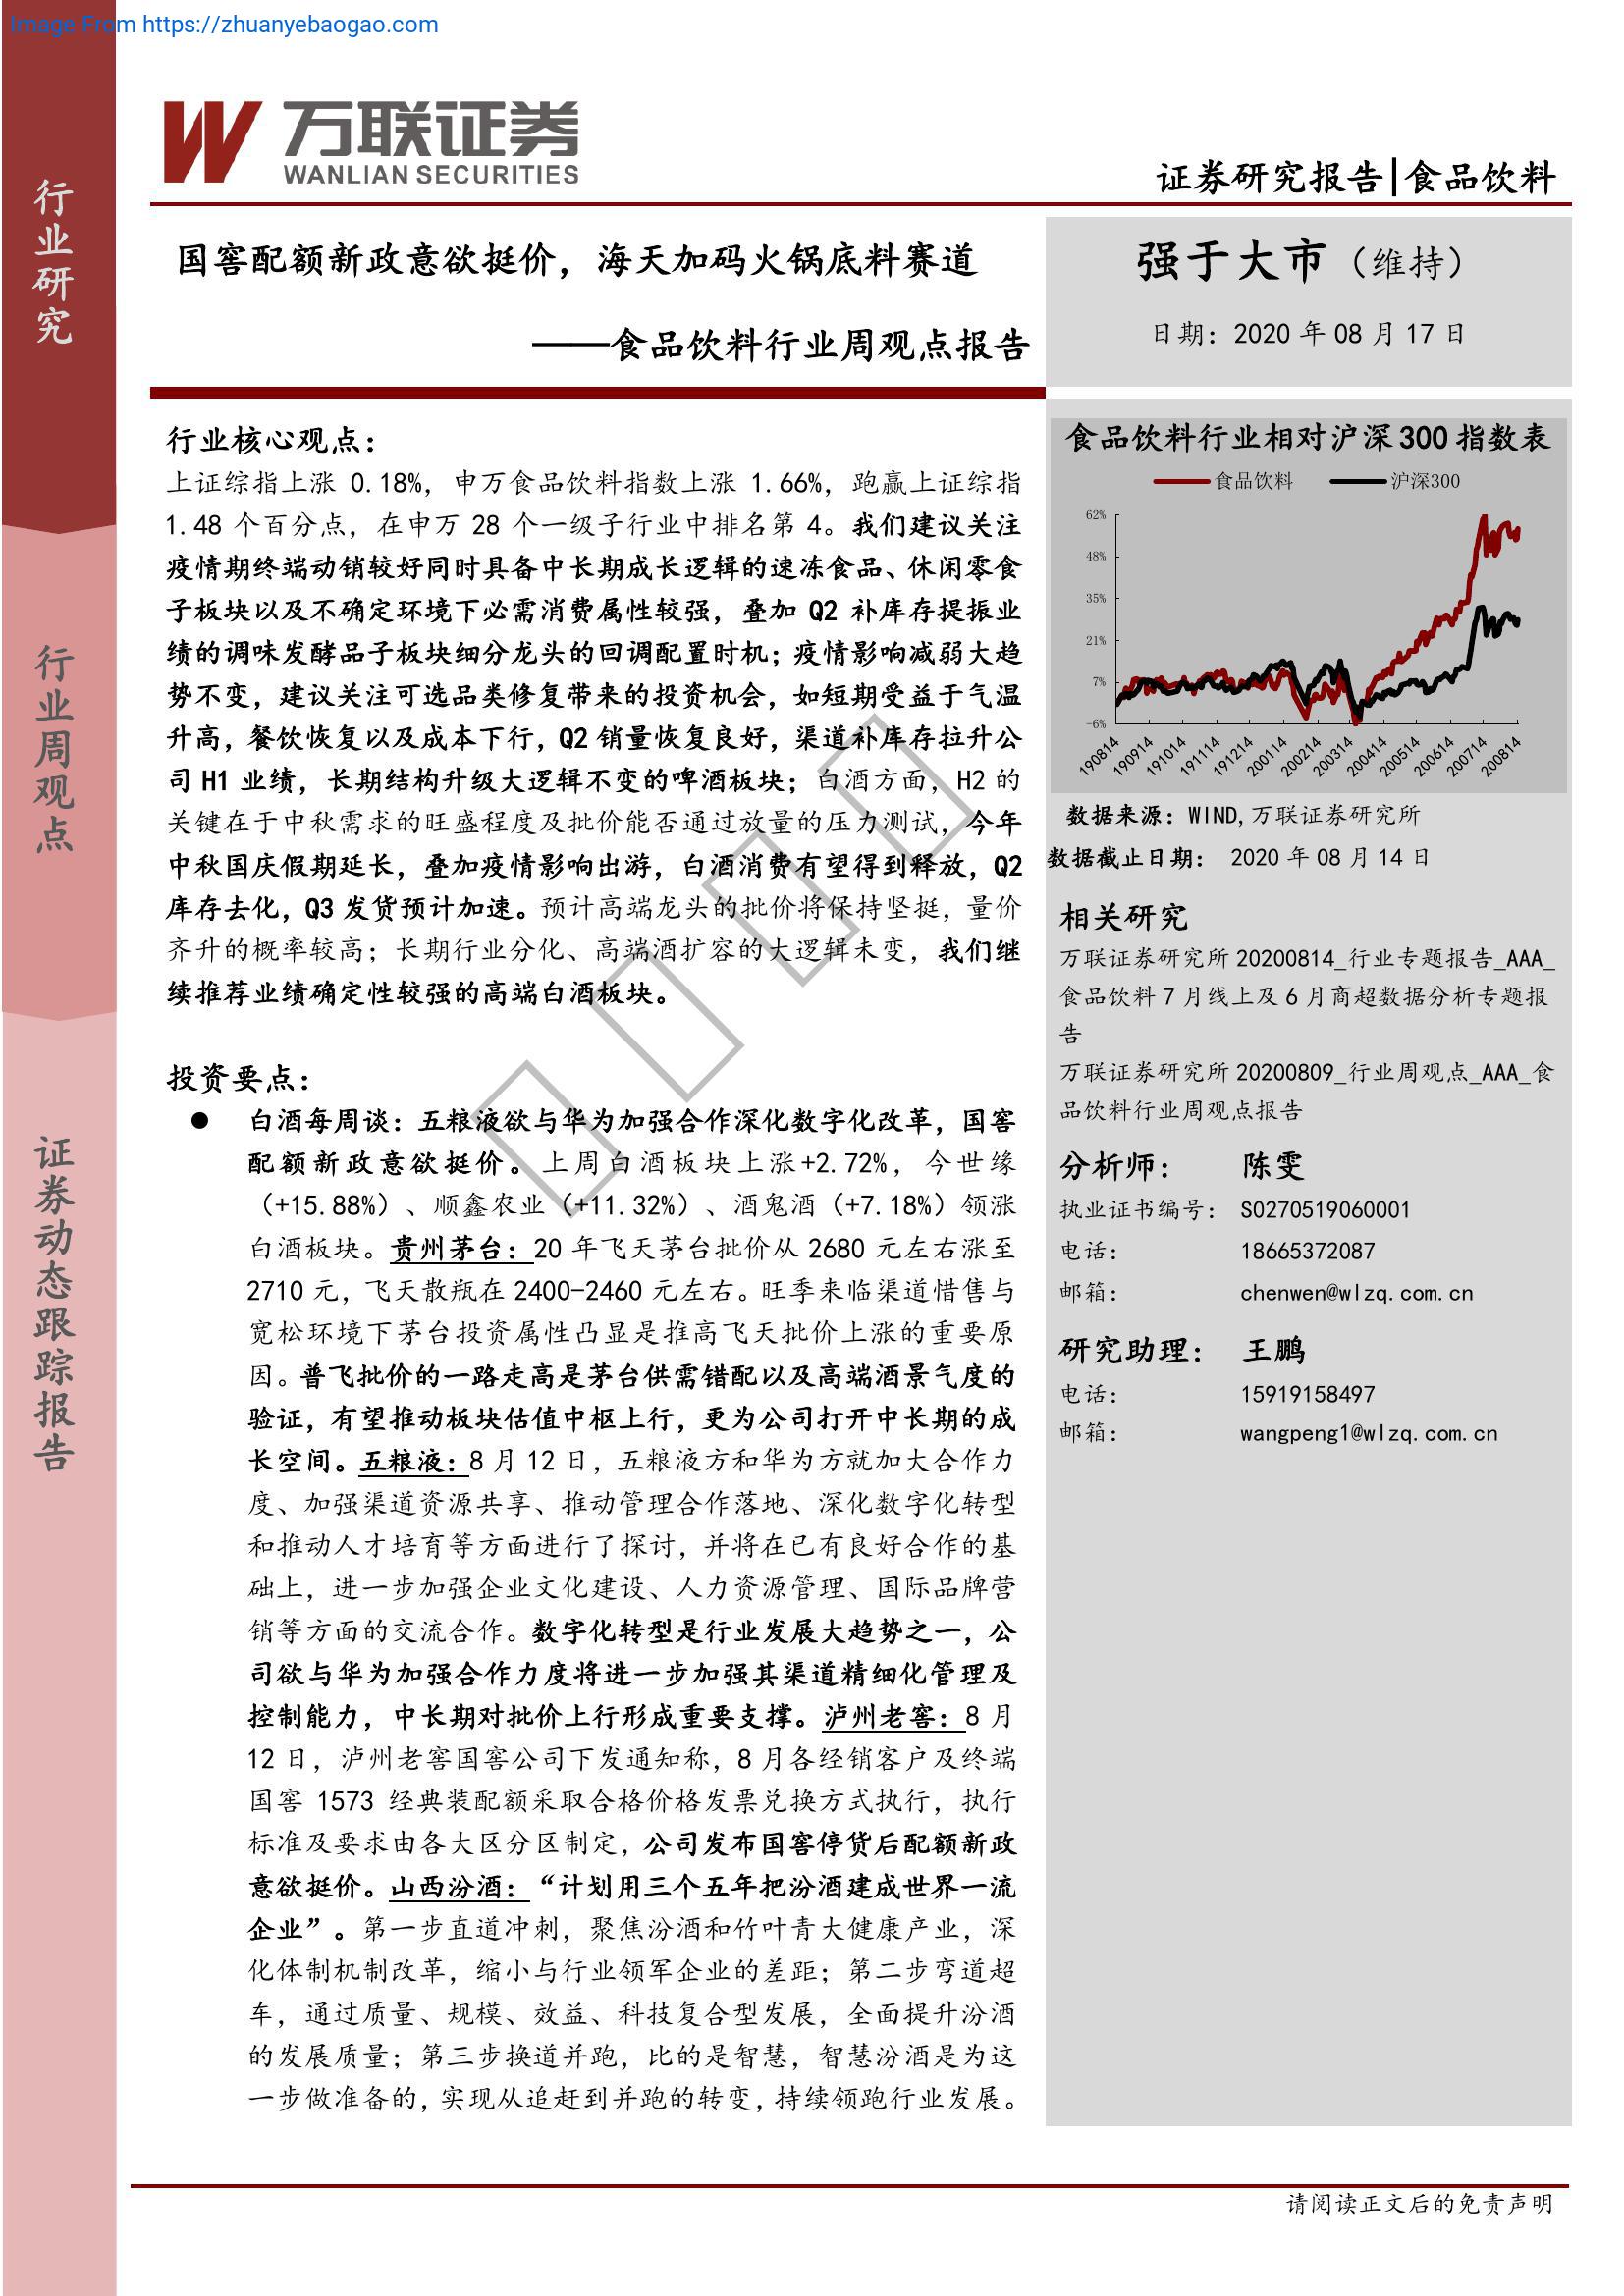 Image From https://zhuanyebaogao.com
万联证券
WANLIAN SECURITIES
证券研究报告|食品饮料
行业研究
行业周观点
证券动态跟踪报告
国窖配额新政意欲挺价，海天加码火锅底料赛道
——食品饮料行业周观点报告
强于大市（维持）
日期：2020 年 08 月 17 日
行业核心观点：
上证综指上涨 0.18%，申万食品饮料指数上涨 1.66%，跑赢上证综指
1.48 个百分点，在申万 28 个一级子行业中排名第 4。我们建议关注
疫情期终端动销较好同时具备中长期成长逻辑的速冻食品、休闲零食
子板块以及不确定环境下必需消费属性较强，叠加 Q2 补库存提振业
绩的调味发酵品子板块细分龙头的回调配置时机；疫情影响减弱大趋
势不变，建议关注可选品类修复带来的投资机会，如短期受益于气温
升高，餐饮恢复以及成本下行，Q2 销量恢复良好，渠道补库存拉升公
司 H1 业绩，长期结构升级大逻辑不变的啤酒板块；白酒方面，H2 的
关键在于中秋需求的旺盛程度及批价能否通过放量的压力测试，今年
中秋国庆假期延长，叠加疫情影响出游，白酒消费有望得到释放，Q2
库存去化，Q3 发货预计加速。预计高端龙头的批价将保持坚挺，量价
齐升的概率较高；长期行业分化、高端酒扩容的大逻辑未变，我们继
续推荐业绩确定性较强的高端白酒板块。
投资要点：
● 白酒每周谈：五粮液欲与华为加强合作深化数字化改革，国窖
配额新政意欲挺价。上周白酒板块上涨+2.72%，今世缘
（+15.88%）、顺鑫农业（+11.32%）、酒鬼酒（+7.18%）领涨
白酒板块。贵州茅台：20 年飞天茅台批价从 2680 元左右涨至
2710 元，飞天散瓶在 2400-2460 元左右。旺季来临渠道惜售与
宽松环境下茅台投资属性凸显是推高飞天批价上涨的重要原
因。普飞批价的一路走高是茅台供需错配以及高端酒景气度的
验证，有望推动板块估值中枢上行，更为公司打开中长期的成
长空间。五粮液：8 月 12 日，五粮液方和华为方就加大合作力
度、加强渠道资源共享、推动管理合作落地、深化数字化转型
和推动人才培育等方面进行了探讨，并将在已有良好合作的基
础上，进一步加强企业文化建设、人力资源管理、国际品牌营
销等方面的交流合作。数字化转型是行业发展大趋势之一，公
司欲与华为加强合作力度将进一步加强其渠道精细化管理及
控制能力，中长期对批价上行形成重要支撑。泸州老窖：8 月
12 日，泸州老窖国窖公司下发通知称，8 月各经销客户及终端
国窖 1573 经典装配额采取合格价格发票兑换方式执行，执行
标准及要求由各大区分区制定，公司发布国窖停货后配额新政
意欲挺价。山西汾酒：“计划用三个五年把汾酒建成世界一流
企业”。第一步直道冲刺，聚焦汾酒和竹叶青大健康产业，深
化体制机制改革，缩小与行业领军企业的差距；第二步弯道超
车，通过质量、规模、效益、科技复合型发展，全面提升汾酒
的发展质量；第三步换道并跑，比的是智慧，智慧汾酒是为这
一步做准备的，实现从追赶到并跑的转变，持续领跑行业发展。
食品饮料行业相对沪深 300 指数表
食品饮料 沪深300
62%
48%
35%
21%
7%
-6%
190814 190914 191014 191114 191214 200114 200214 200314 200414 200514 200614 200714 200814
数据来源：WIND,万联证券研究所
数据截止日期： 2020 年 08 月 14 日
相关研究
万联证券研究所 20200814_行业专题报告_AAA_
食品饮料 7 月线上及 6 月商超数据分析专题报
告
万联证券研究所 20200809_行业周观点_AAA_食
品饮料行业周观点报告
分析师： 陈雯
执业证书编号： S0270519060001
电话： 18665372087
邮箱： chenwen@wlzq.com.cn
研究助理： 王鹏
电话： 15919158497
邮箱： wangpeng1@wlzq.com.cn
请阅读正文后的免责声明